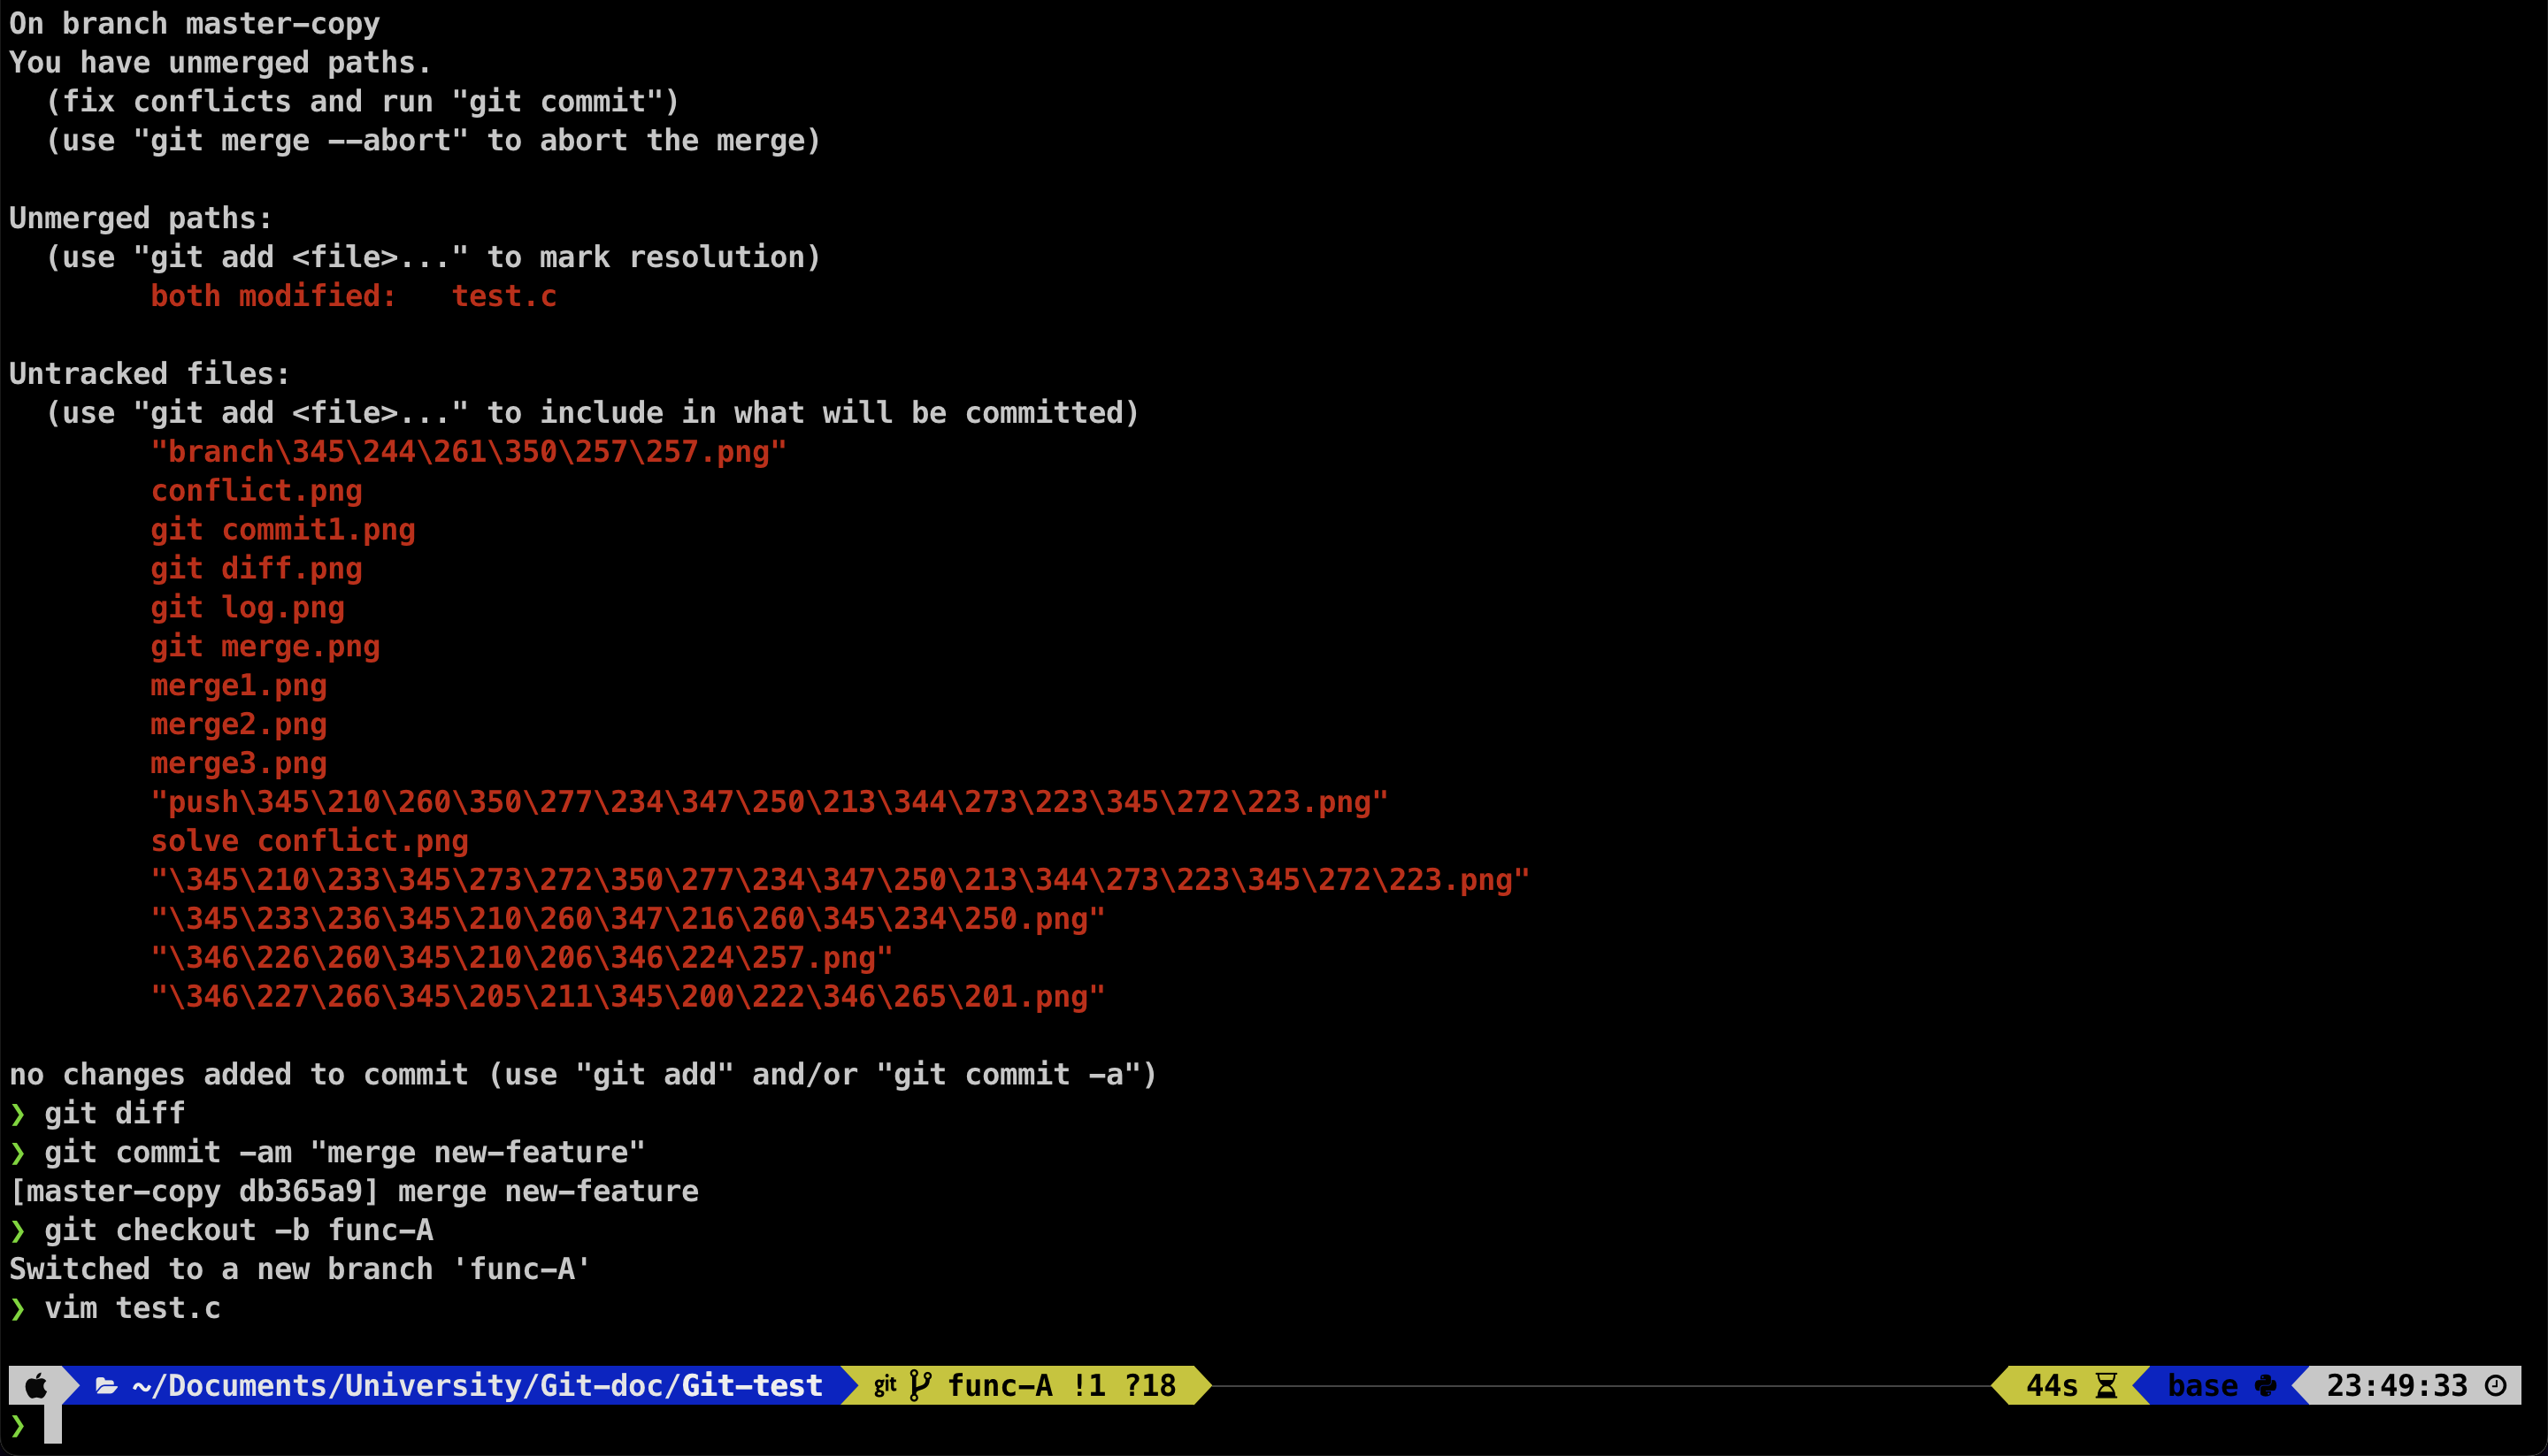 On branch master-copy
You have unmerged paths.
  (fix conflicts and run "git commit")
  (use "git merge --abort" to abort the merge)

Unmerged paths:
  (use "git add <file>..." to mark resolution)
        both modified:   test.c

Untracked files:
  (use "git add <file>..." to include in what will be committed)
        "branch\345\244\261\350\257\257.png"
        conflict.png
        git commit1.png
        git diff.png
        git log.png
        git merge.png
        merge1.png
        merge2.png
        merge3.png
        "push\345\210\260\350\277\234\347\250\213\344\273\223\345\272\223.png"
        solve conflict.png
        "\345\210\233\345\273\272\350\277\234\347\250\213\344\273\223\345\272\223.png"
        "\345\233\236\345\210\260\347\216\260\345\234\250.png"
        "\346\226\260\345\210\206\346\224\257.png"
        "\346\227\266\345\205\211\345\200\222\346\265\201.png"

no changes added to commit (use "git add" and/or "git commit -a")
❯ git diff
❯ git commit -am "merge new-feature"
[master-copy db365a9] merge new-feature
❯ git checkout -b func-A
Switched to a new branch 'func-A'
❯ vim test.c

~/Documents/University/Git-doc/Git-test git func-A !1 ?18 44s base 23:49:33
❯